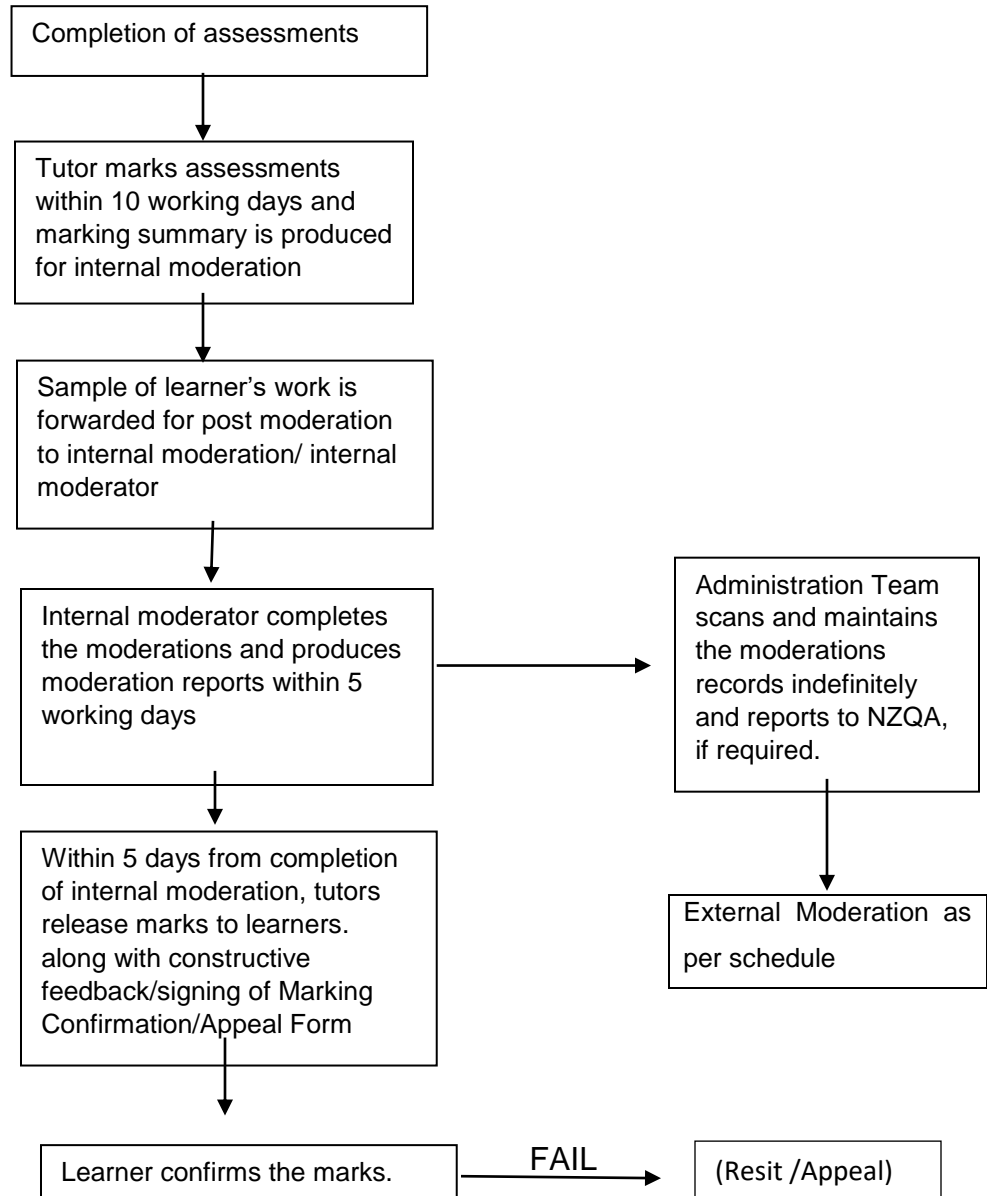 Completion of assessments
Tutor marks assessments
within 10 working days and
marking summary is produced
for internal moderation
Sample of learner’s work is
forwarded for post moderation
to internal moderation/ internal
moderator
Internal moderator completes
the moderations and produces
moderation reports within 5
working days
Administration Team
scans and maintains
the moderations
records indefinitely
and reports to NZQA,
if required.
Within 5 days from completion
of internal moderation, tutors
release marks to learners.
along with constructive
feedback/signing of Marking
Confirmation/Appeal Form
External Moderation as
per schedule
Learner confirms the marks.
FAIL
(Resit /Appeal)